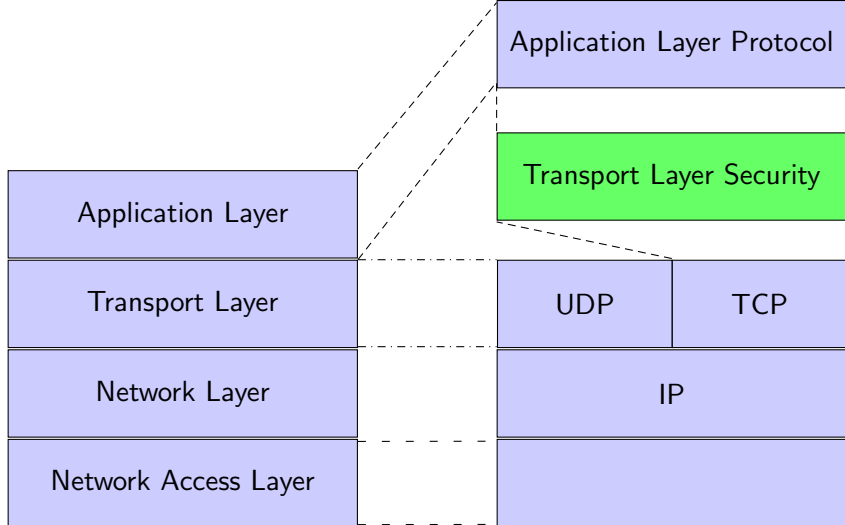 Application Layer Protocol
Transport Layer Security
Application Layer
Transport Layer
UDP
TCP
Network Layer
IP
Network Access Layer